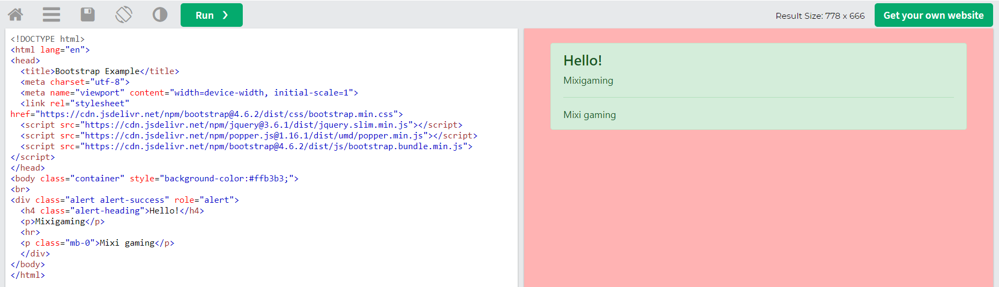 Run ❯
Result Size: 778 x 666
Get your own website
<!DOCTYPE html>
<html lang="en">
<head>
  <title>Bootstrap Example</title>
  <meta charset="utf-8">
  <meta name="viewport" content="width=device-width, initial-scale=1">
  <link rel="stylesheet"
href="https://cdn.jsdelivr.net/npm/bootstrap@4.6.2/dist/css/bootstrap.min.css">
  <script src="https://cdn.jsdelivr.net/npm/jquery@3.6.1/dist/jquery.slim.min.js"></script>
  <script src="https://cdn.jsdelivr.net/npm/popper.js@1.16.1/dist/umd/popper.min.js"></script>
  <script src="https://cdn.jsdelivr.net/npm/bootstrap@4.6.2/dist/js/bootstrap.bundle.min.js">
</script>
</head>
<body class="container" style="background-color:#ffb3b3;">
<br>
<div class="alert alert-success" role="alert">
  <h4 class="alert-heading">Hello!</h4>
  <p>Mixigaming</p>
  <hr>
  <p class="mb-0">Mixi gaming</p>
  </div>
</body>
</html>
Hello!
Mixigaming
Mixi gaming